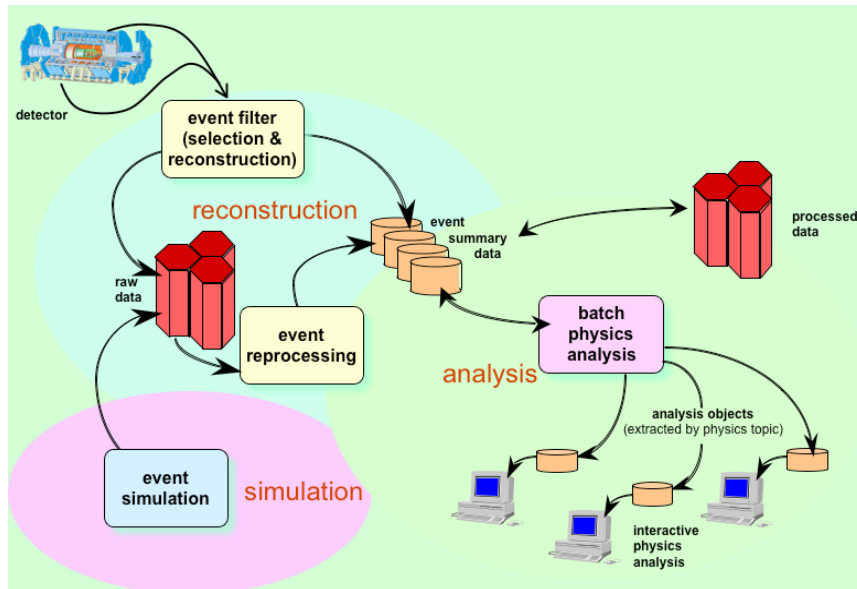 detector
event filter
(selection &
reconstruction)
reconstruction
event
summary
data
processed
data
raw
data
event
reprocessing
batch
physics
analysis
analysis
analysis objects
(extracted by physics topic)
event
simulation
simulation
interactive
physics
analysis